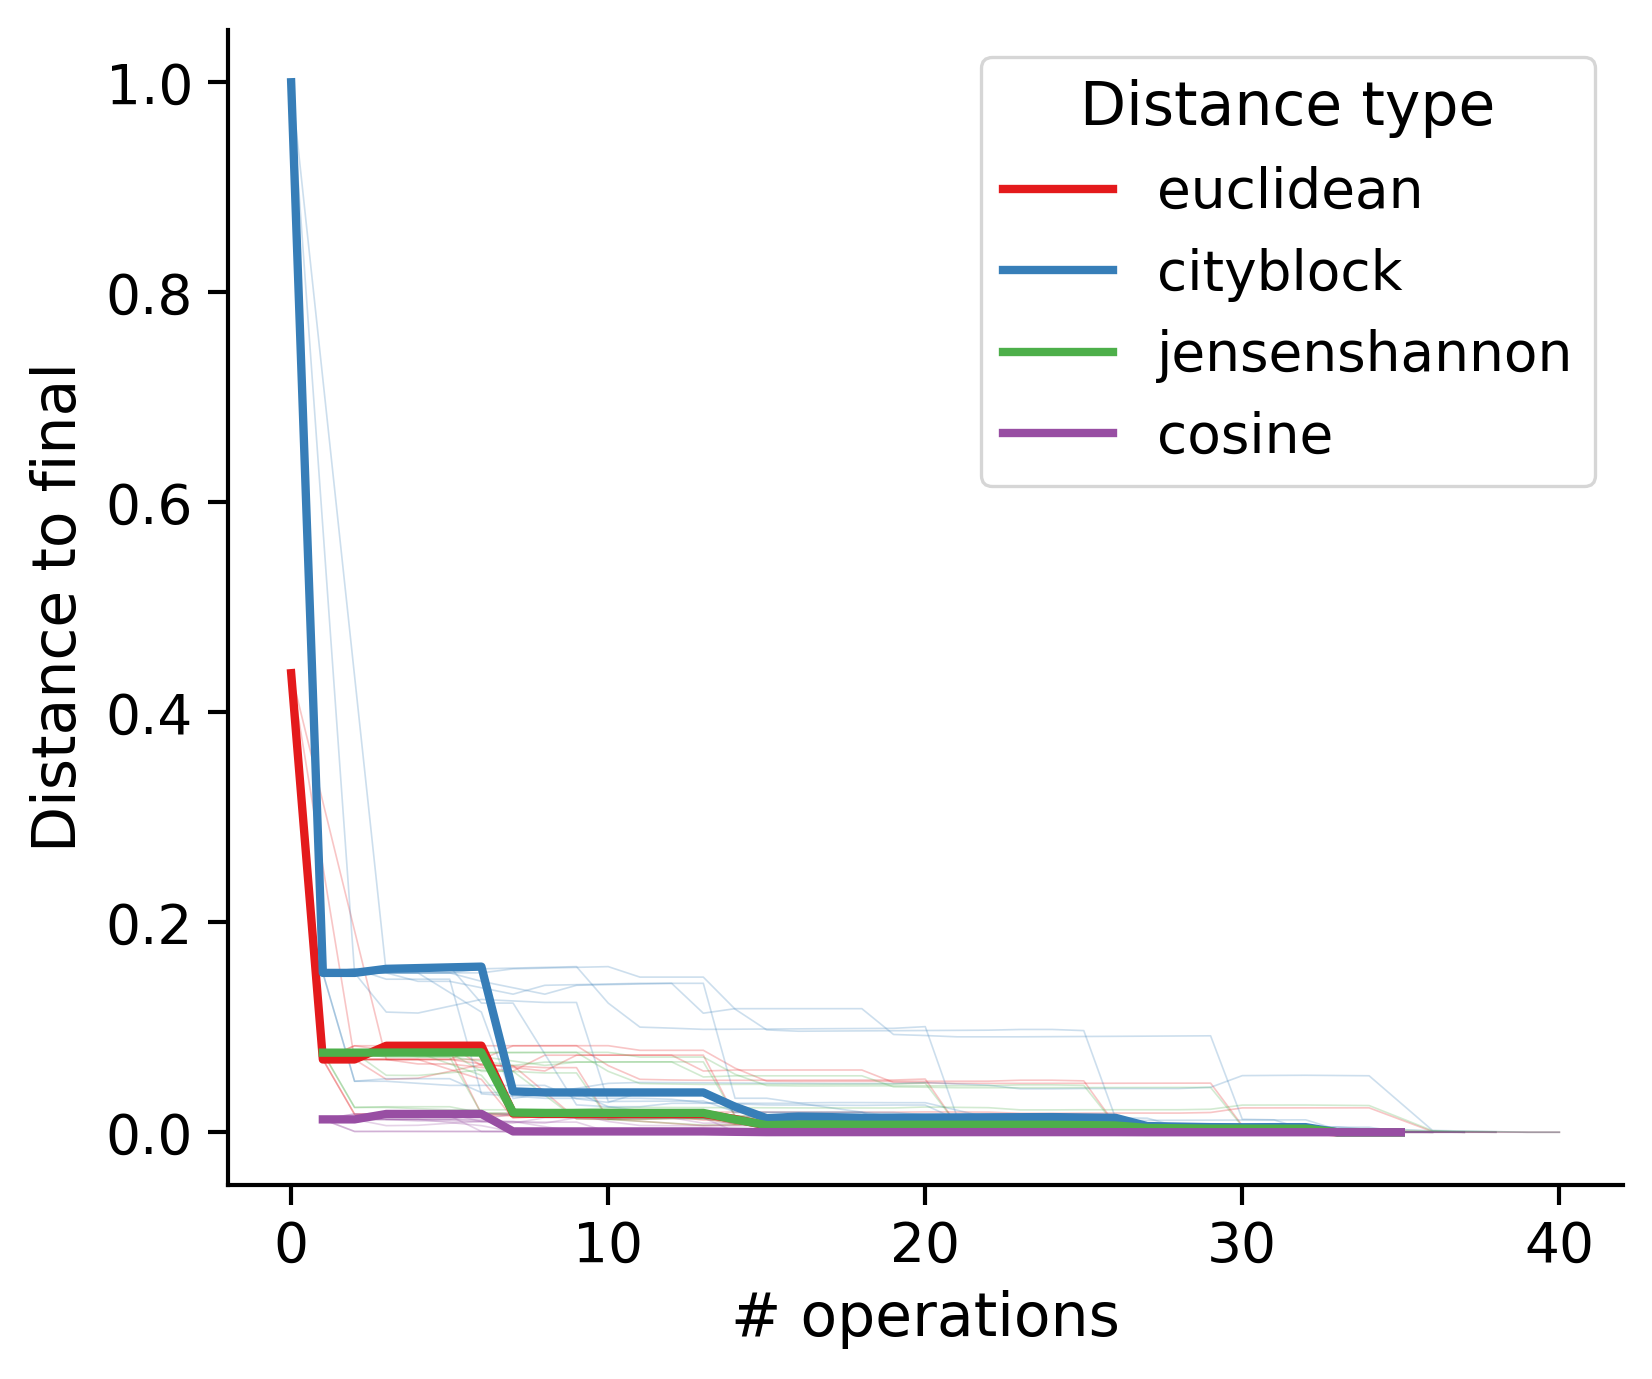 1.0
0.8
0.6
0.4
0.2
0.0
Distance to final
Distance type
euclidean
cityblock
jensenshannon
cosine
0 10 20 30 40
# operations